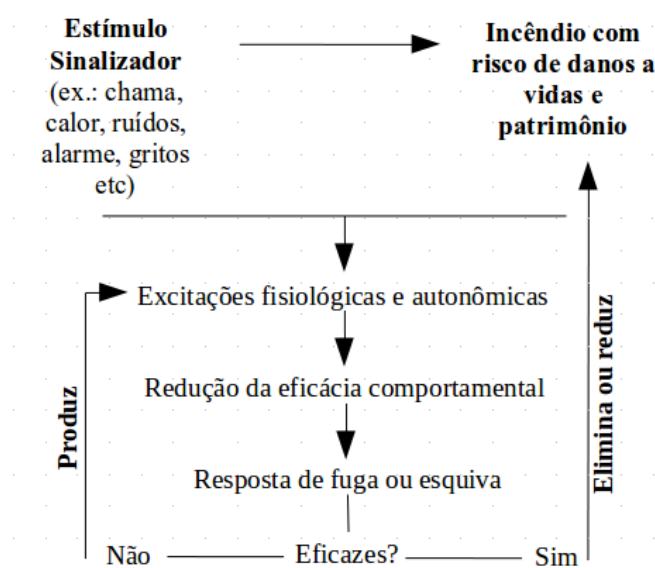 Estímulo
Sinalizador
(ex.: chama,
calor, ruídos,
alarme, gritos
etc)
Incêndio com
risco de danos a
vidas e
patrimônio
Excitações fisiológicas e autonômicas
Redução da eficácia comportamental
Resposta de fuga ou esquiva
Produz
Elimina ou reduz
Não
Eficazes?
Sim